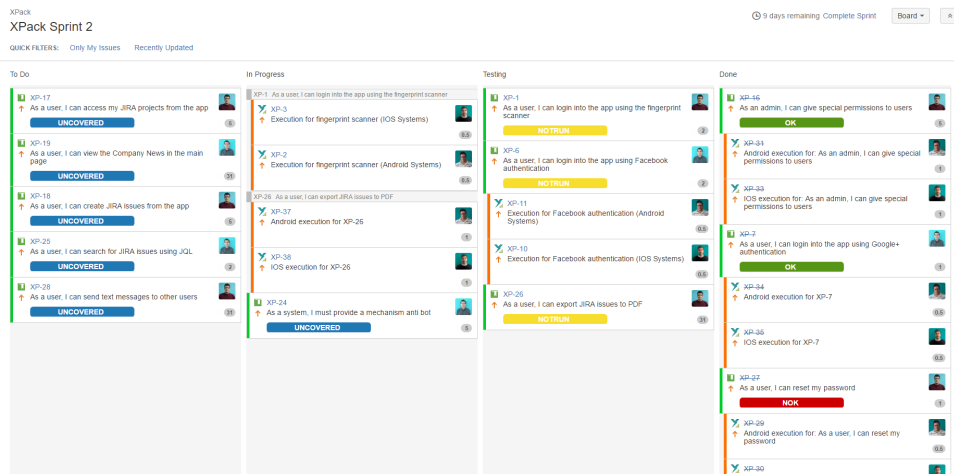 XPack
XPack Sprint 2
9 days remaining Complete Sprint
Board
QUICK FILTERS: Only My Issues Recently Updated
To Do
XP-17
As a user, I can access my JIRA projects from the app
UNCOVERED
5
XP-19
As a user, I can view the Company News in the main
page
UNCOVERED
31
XP-18
As a user, I can create JIRA issues from the app
UNCOVERED
5
XP-25
As a user, I can search for JIRA issues using JQL
UNCOVERED
2
XP-28
As a user, I can send text messages to other users
UNCOVERED
31
In Progress
XP-1 As a user, I can login into the app using the fingerprint scanner
XP-3
Execution for fingerprint scanner (IOS Systems)
0.5
XP-2
Execution for fingerprint scanner (Android Systems)
0.5
XP-26 As a user, I can export JIRA issues to PDF
XP-37
Android execution for XP-26
1
XP-38
IOS execution for XP-26
1
XP-24
As a system, I must provide a mechanism anti bot
UNCOVERED
5
Testing
XP-1
As a user, I can login into the app using the fingerprint
scanner
NOTRUN
2
XP-6
As a user, I can login into the app using Facebook
authentication
NOTRUN
2
XP-11
Execution for Facebook authentication (Android
Systems)
0.5
XP-10
Execution for Facebook authentication (IOS Systems)
0.5
XP-26
As a user, I can export JIRA issues to PDF
NOTRUN
31
Done
XP-16
As an admin, I can give special permissions to users
OK
5
XP-31
Android execution for: As an admin, I can give special
permissions to users
1
XP-33
IOS execution for: As an admin, I can give special
permissions to users
1
XP-7
As a user, I can login into the app using Google+
authentication
OK
1
XP-34
Android execution for XP-7
0.5
XP-35
IOS execution for XP-7
0.5
XP-27
As a user, I can reset my password
NOK
1
XP-29
Android execution for: As a user, I can reset my
password
0.5
XP-30